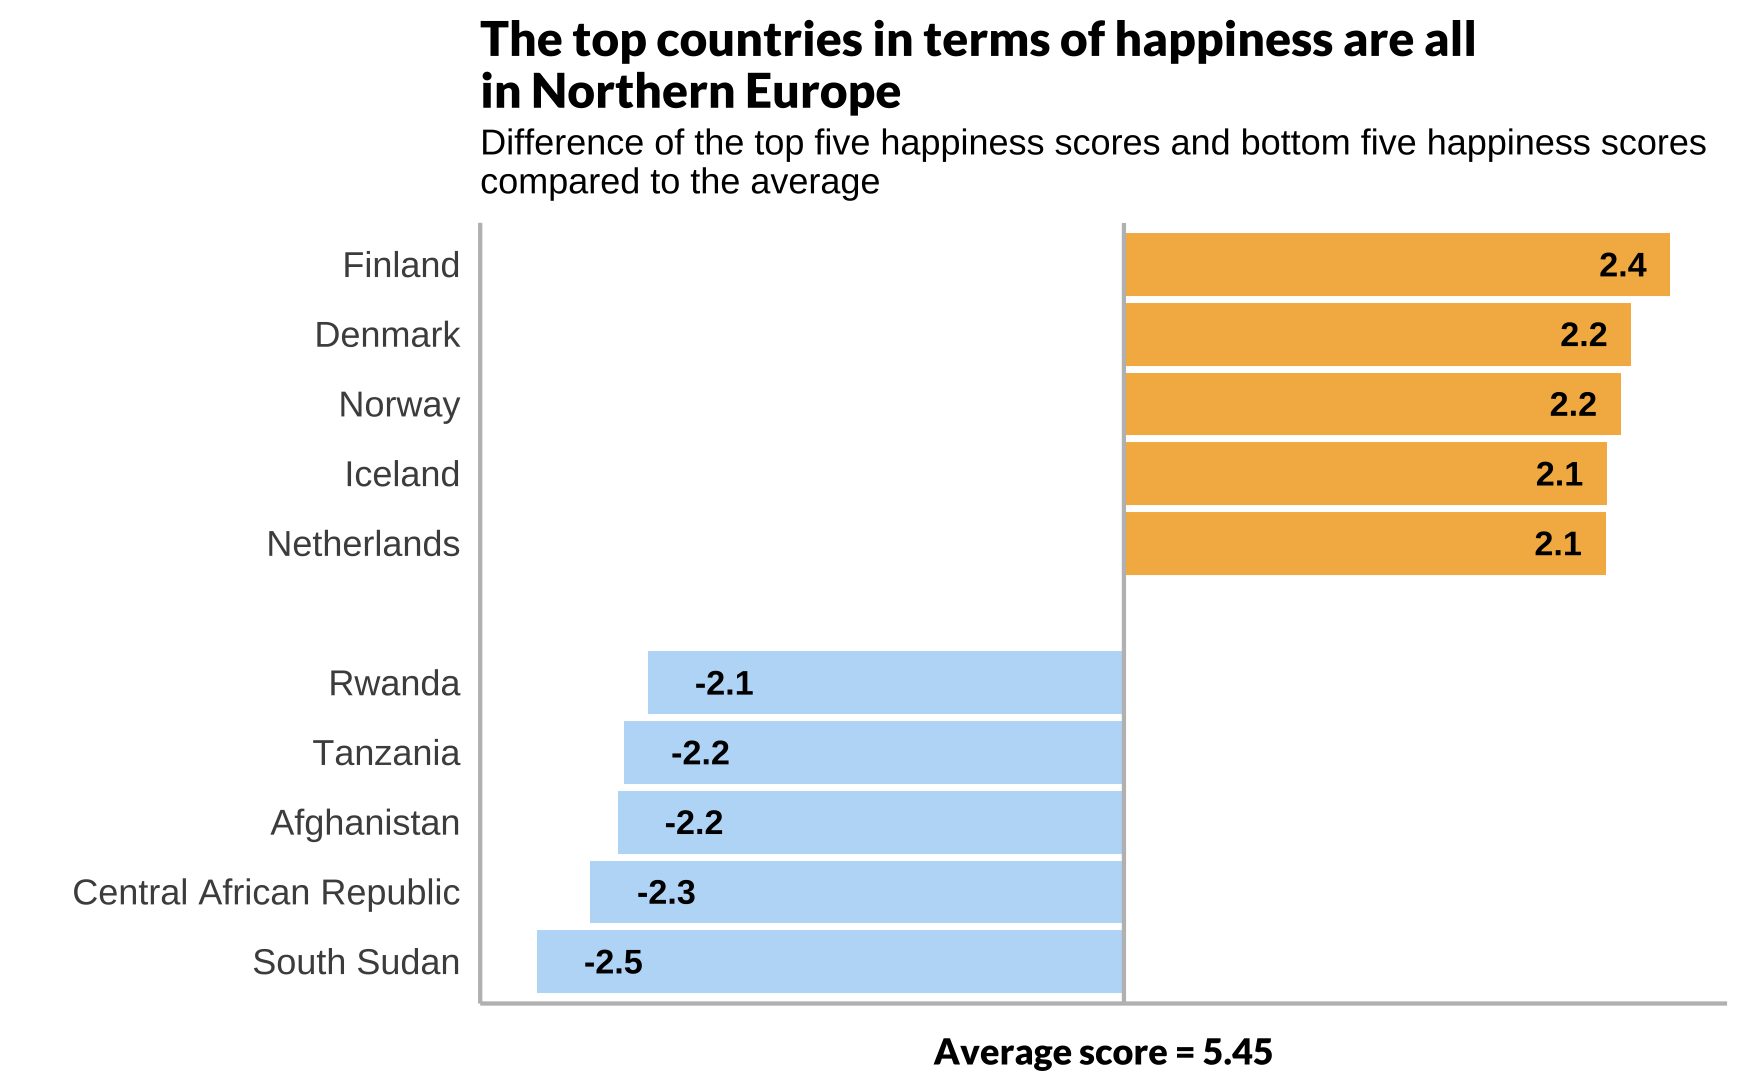 The top countries in terms of happiness are all
in Northern Europe
Difference of the top five happiness scores and bottom five happiness scores
compared to the average
Finland 2.4
Denmark 2.2
Norway 2.2
Iceland 2.1
Netherlands 2.1
Rwanda -2.1
Tanzania -2.2
Afghanistan -2.2
Central African Republic -2.3
South Sudan -2.5
Average score = 5.45